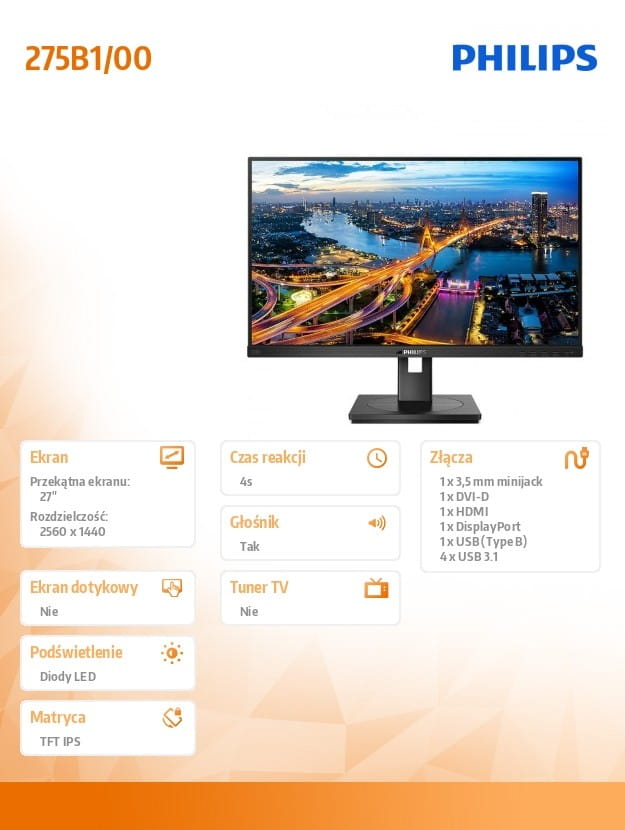 275B1/00
PHILIPS
PHILIPS
Ekran
Przekątna ekranu:
27"
Rozdzielczość:
2560 x 1440
Czas reakcji
4s
Głośnik
Tak
Złącza
1 x 3,5 mm minijack
1 x DVI-D
1 x HDMI
1 x DisplayPort
1 x USB (Type B)
4 x USB 3.1
Ekran dotykowy
Nie
Tuner TV
Nie
Podświetlenie
Diody LED
Matryca
TFT IPS